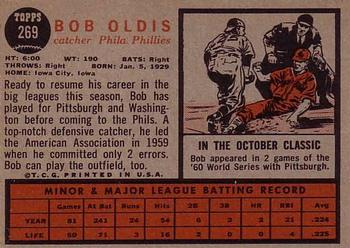 TOPPS
269
BOB OLDIS
catcher Phila. Phillies
HT: 6:00 WT: 190 BATS: Right
THROWS: Right BORN: Jan. 5, 1929
HOME: Iowa City, Iowa
Ready to resume his career in the
big leagues this season, Bob has
played for Pittsburgh and Washing-
ton before coming to the Phils. A
top-notch defensive catcher, he led
the American Association in 1959
when he committed only 2 errors.
Bob can play the outfield, too.
©T.C.G. PRINTED IN U.S.A.
IN THE OCTOBER CLASSIC
Bob appeared in 2 games of the
'60 World Series with Pittsburgh.
MINOR & MAJOR LEAGUE BATTING RECORD
Games At Bat Runs Hits 2B 3B HR RBI B.Avg.
YEAR 81 241 24 54 6 2 3 21 .224
LIFE 60 71 3 16 2 1 0 6 .225